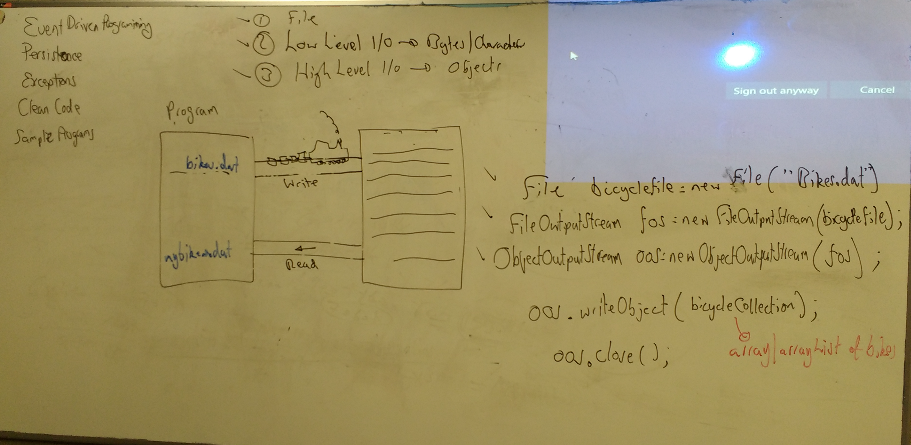 Event Driven Programming
Persistence
Exceptions
Clean Code
Sample Programs
① File
② Low Level I/O → Bytes/Character
③ High Level I/O → Objects
Sign out anyway
Cancel
Program
bikes.dat
Write
mybikes.dat
Read
File bicyclefile = new File("Bikes.dat")
FileOutputStream fos = new FileOutputStream(bicyclefile);
ObjectOutputStream oos = new ObjectOutputStream(fos);
oos.writeObject(bicycleCollection);
oos.close();
array/arrayList of bikes